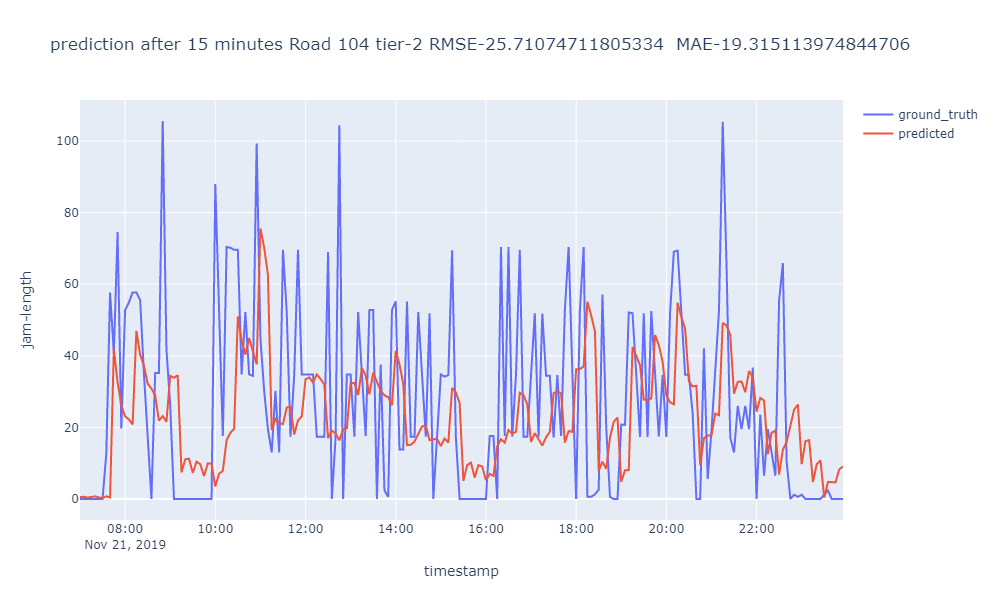 prediction after 15 minutes Road 104 tier-2 RMSE-25.71074711805334  MAE-19.315113974844706
ground_truth
predicted
100
80
60
40
20
0
jam-length
08:00 10:00 12:00 14:00 16:00 18:00 20:00 22:00
Nov 21, 2019
timestamp